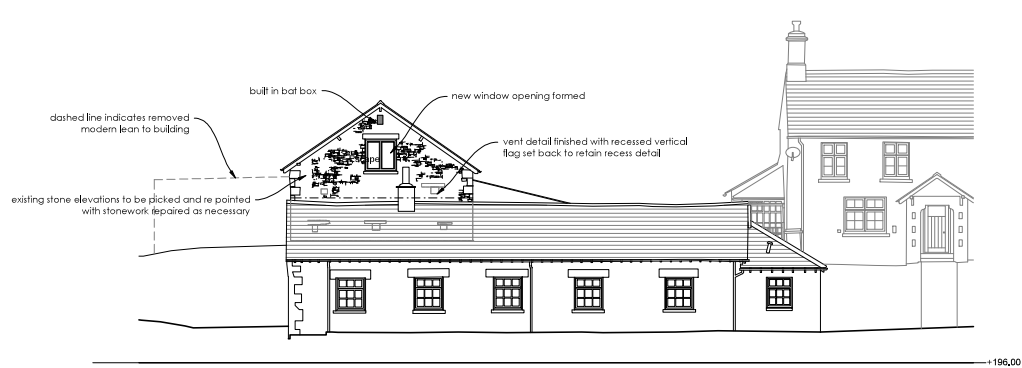 built in bat box
new window opening formed
dashed line indicates removed
modern lean to building
vent detail finished with recessed vertical
flag set back to retain recess detail
existing stone elevations to be picked and re pointed
with stonework repaired as necessary
+196.00